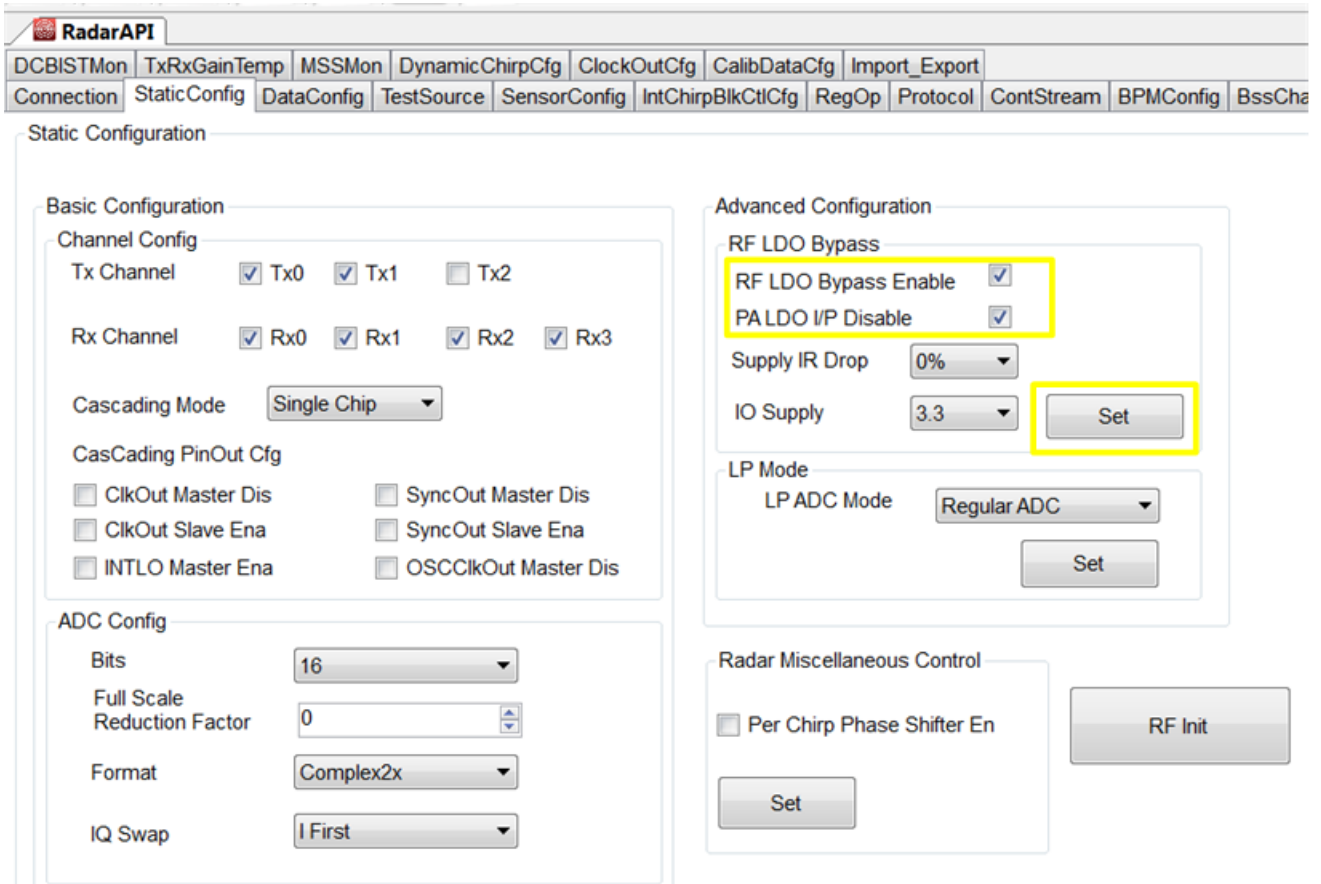 RadarAPI
DCBISTMon TxRxGainTemp MSSMon DynamicChirpCfg ClockOutCfg CalibDataCfg Import_Export
Connection StaticConfig DataConfig TestSource SensorConfig IntChirpBlkCtlCfg RegOp Protocol ContStream BPMConfig BssCha
Static Configuration
Basic Configuration
Channel Config
Tx Channel Tx0 Tx1 Tx2
Rx Channel Rx0 Rx1 Rx2 Rx3
Cascading Mode Single Chip
CasCading PinOut Cfg
ClkOut Master Dis SyncOut Master Dis
ClkOut Slave Ena SyncOut Slave Ena
INTLO Master Ena OSCClkOut Master Dis
ADC Config
Bits 16
Full Scale
Reduction Factor 0
Format Complex2x
IQ Swap I First
Advanced Configuration
RF LDO Bypass
RF LDO Bypass Enable
PA LDO I/P Disable
Supply IR Drop 0%
IO Supply 3.3 Set
LP Mode
LP ADC Mode Regular ADC
Set
Radar Miscellaneous Control
Per Chirp Phase Shifter En
Set
RF Init